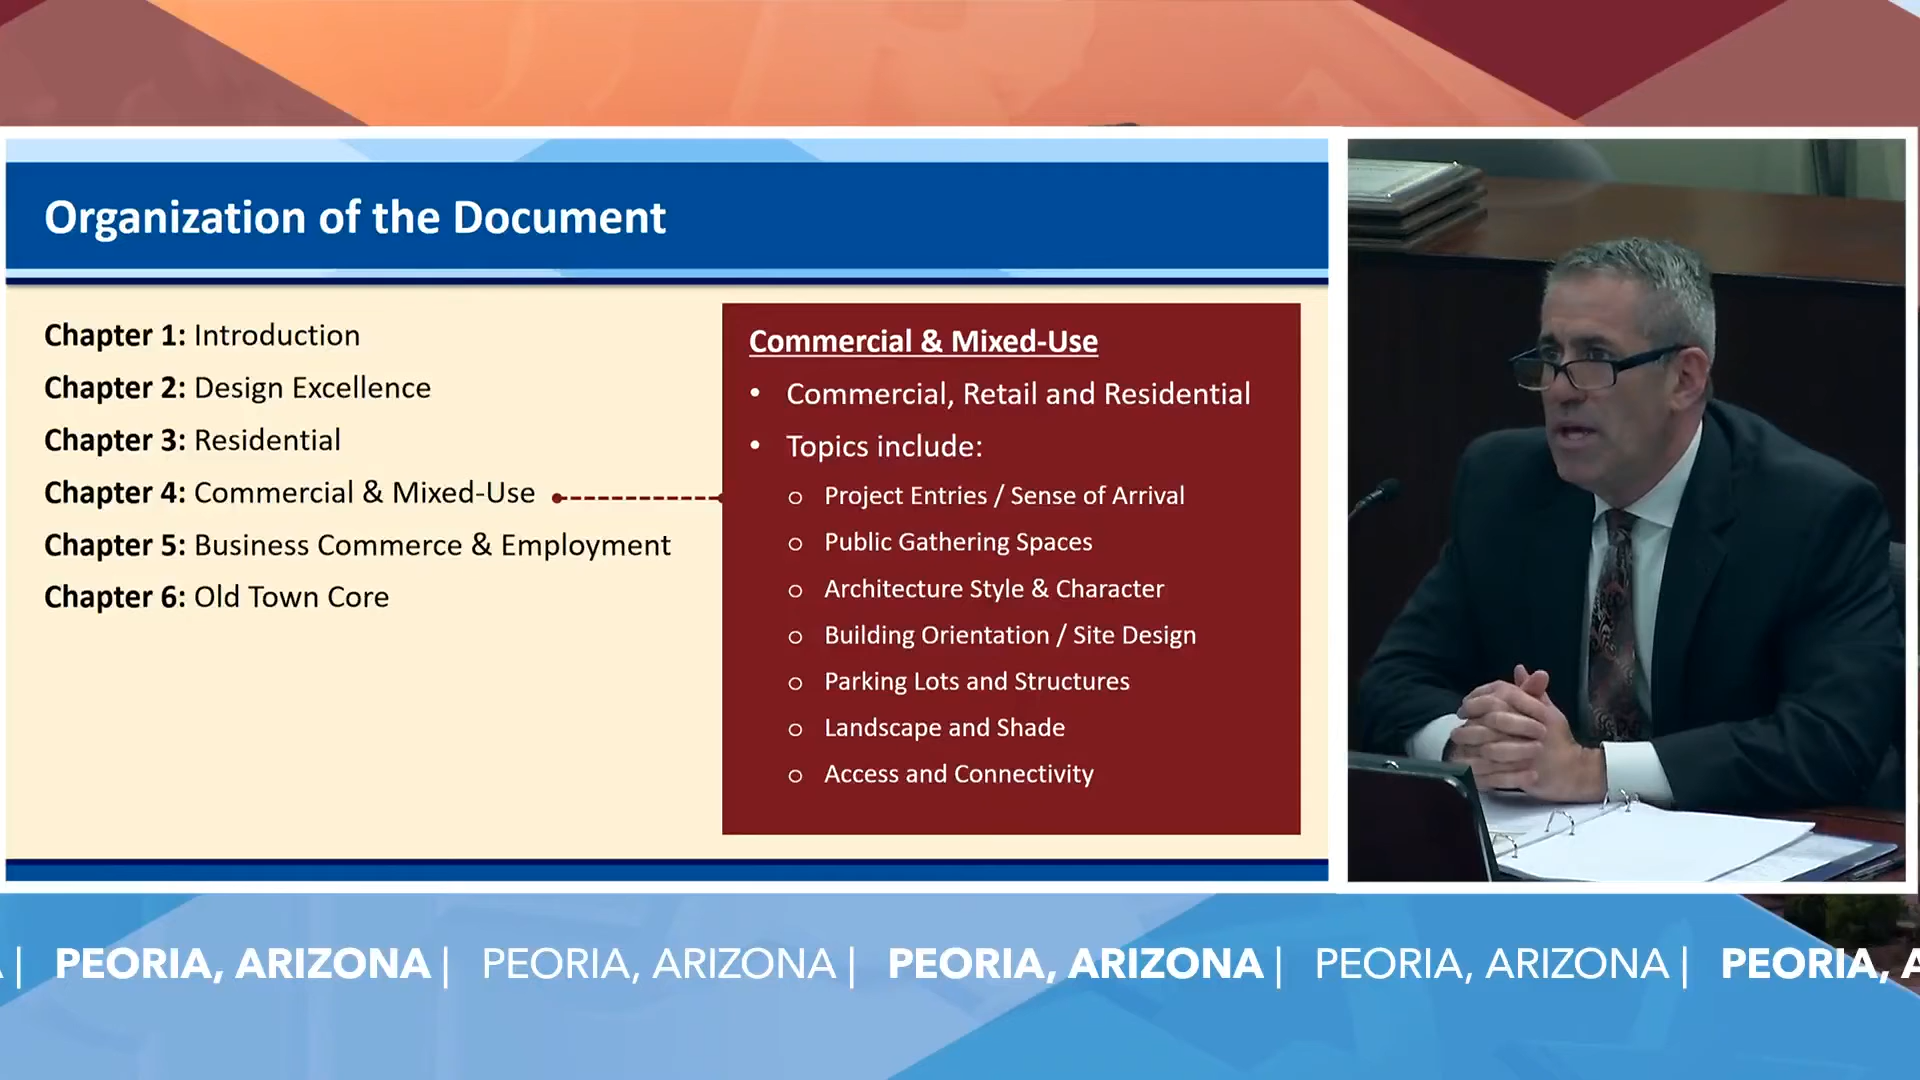 Organization of the Document
Chapter 1: Introduction
Chapter 2: Design Excellence
Chapter 3: Residential
Chapter 4: Commercial & Mixed-Use
Chapter 5: Business Commerce & Employment
Chapter 6: Old Town Core
Commercial & Mixed-Use
• Commercial, Retail and Residential
• Topics include:
o Project Entries / Sense of Arrival
o Public Gathering Spaces
o Architecture Style & Character
o Building Orientation / Site Design
o Parking Lots and Structures
o Landscape and Shade
o Access and Connectivity
A | PEORIA, ARIZONA | PEORIA, ARIZONA | PEORIA, ARIZONA | PEORIA, ARIZONA | PEORIA, A